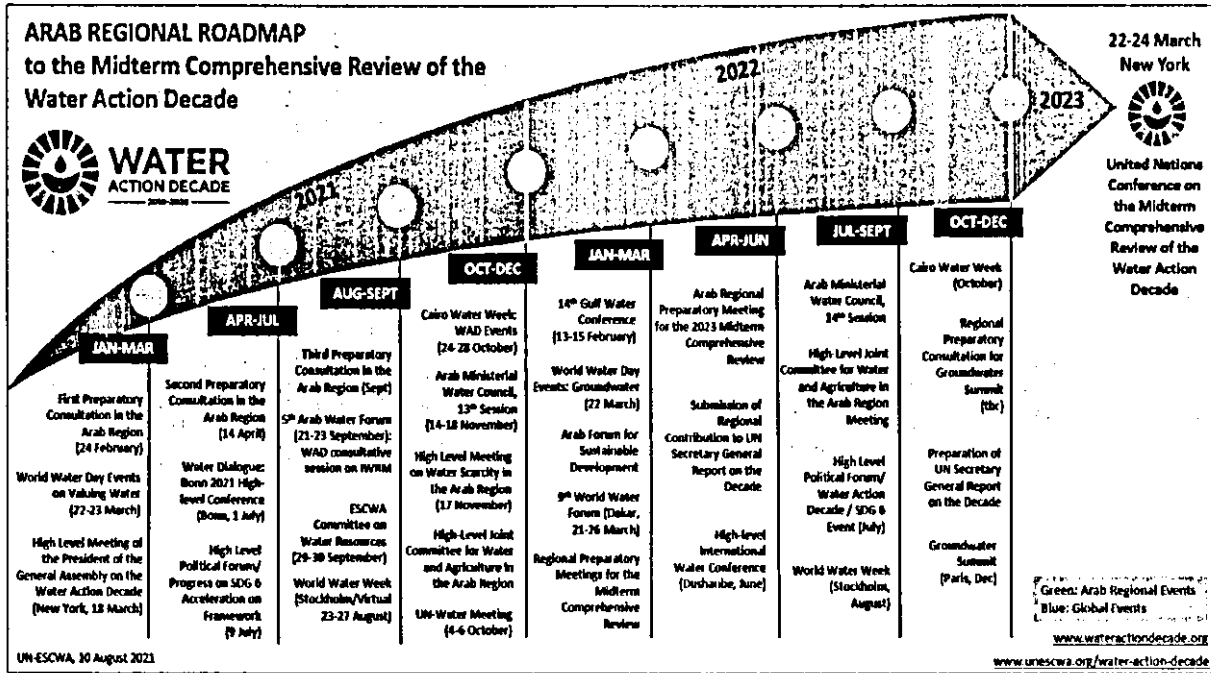 ARAB REGIONAL ROADMAP
to the Midterm Comprehensive Review of the
Water Action Decade
WATER
ACTION DECADE
2018-2028
2021
2022
2023
22-24 March
New York
United Nations
Conference on
the Midterm
Comprehensive
Review of the
Water Action
Decade
JAN-MAR
First Preparatory
Consultation in the
Arab Region
(24 February)
World Water Day Events
on Valuing Water
(22-23 March)
High Level Meeting of
the President of the
General Assembly on the
Water Action Decade
(New York, 18 March)
APR-JUL
Second Preparatory
Consultation in the
Arab Region
(14 April)
Water Dialogue:
Bonn 2021 High-
level Conference
(Bonn, 1 July)
High Level
Political Forum/
Progress on SDG 6
Acceleration on
Framework
(9 July)
AUG-SEPT
Third Preparatory
Consultation in the
Arab Region (Sept)
5th Arab Water Forum
(21-23 September):
WAD consultative
session on IWRM
ESCWA
Committee on
Water Resources
(29-30 September)
World Water Week
(Stockholm/Virtual
23-27 August)
OCT-DEC
Cairo Water Week:
WAD Events
(24-28 October)
Arab Ministerial
Water Council,
13th Session
(14-18 November)
High Level Meeting
on Water Scarcity in
the Arab Region
(17 November)
High-Level Joint
Committee for Water
and Agriculture in
the Arab Region
UN-Water Meeting
(4-6 October)
JAN-MAR
14th Gulf Water
Conference
(13-15 February)
World Water Day
Events: Groundwater
(22 March)
Arab Forum for
Sustainable
Development
9th World Water
Forum (Dakar,
21-26 March)
Regional Preparatory
Meetings for the
Midterm
Comprehensive
Review
APR-JUN
Arab Regional
Preparatory Meeting
for the 2023 Midterm
Comprehensive
Review
Submission of
Regional
Contribution to UN
Secretary General
Report on the
Decade
High-level
International
Water Conference
(Dushanbe, June)
JUL-SEPT
Arab Ministerial
Water Council,
14th Session
High-Level Joint
Committee for Water
and Agriculture in
the Arab Region
Meeting
High Level
Political Forum/
Water Action
Decade / SDG 6
Event (July)
World Water Week
(Stockholm,
August)
OCT-DEC
Cairo Water Week
(October)
Regional
Preparatory
Consultation for
Groundwater
Summit
(tbc)
Preparation of
UN Secretary
General Report
on the Decade
Groundwater
Summit
(Paris, Dec)
Green: Arab Regional Events
Blue: Global Events
www.wateractiondecade.org
www.unescwa.org/water-action-decade
UN-ESCWA, 10 August 2021